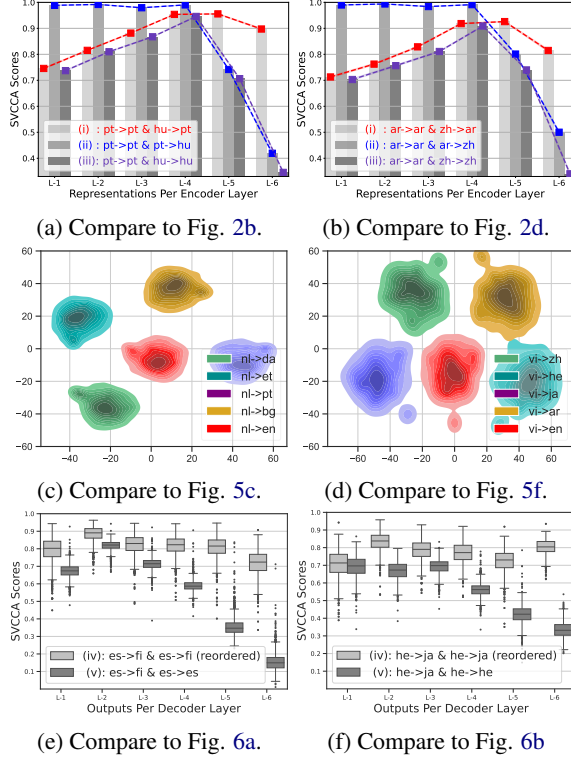 1.0
0.9
0.8
0.7
0.6
0.5
0.4
SVCCA Scores
(i) : pt->pt & hu->pt
(ii) : pt->pt & pt->hu
(iii): pt->pt & hu->hu
L-1 L-2 L-3 L-4 L-5 L-6
Representations Per Encoder Layer
(a) Compare to Fig. 2b.
1.0
0.9
0.8
0.7
0.6
0.5
0.4
SVCCA Scores
(i) : ar->ar & zh->ar
(ii) : ar->ar & ar->zh
(iii): ar->ar & zh->zh
L-1 L-2 L-3 L-4 L-5 L-6
Representations Per Encoder Layer
(b) Compare to Fig. 2d.
60
40
20
0
−20
−40
−60
nl->da
nl->et
nl->pt
nl->bg
nl->en
−40 −20 0 20 40 60
(c) Compare to Fig. 5c.
60
40
20
0
−20
−40
−60
vi->zh
vi->he
vi->ja
vi->ar
vi->en
−60 −40 −20 0 20 40 60
(d) Compare to Fig. 5f.
1.0
0.9
0.8
0.7
0.6
0.5
0.4
0.3
0.2
0.1
SVCCA Scores
(iv): es->fi & es->fi (reordered)
(v): es->fi & es->es
L-1 L-2 L-3 L-4 L-5 L-6
Outputs Per Decoder Layer
(e) Compare to Fig. 6a.
1.0
0.9
0.8
0.7
0.6
0.5
0.4
0.3
0.2
0.1
SVCCA Scores
(iv): he->ja & he->ja (reordered)
(v): he->ja & he->he
L-1 L-2 L-3 L-4 L-5 L-6
Outputs Per Decoder Layer
(f) Compare to Fig. 6b